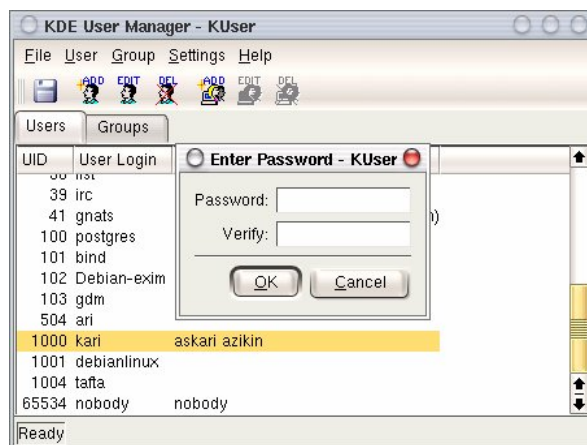 KDE User Manager - KUser
File User Group Settings Help
ADD EDIT DEL ADD EDIT DEL
Users Groups
UID User Login
Enter Password - KUser
Password:
Verify:
OK Cancel
38 list
39 irc
41 gnats )
100 postgres
101 bind
102 Debian-exim
103 gdm
504 ari
1000 kari askari azikin
1001 debianlinux
1004 tafta
65534 nobody nobody
Ready